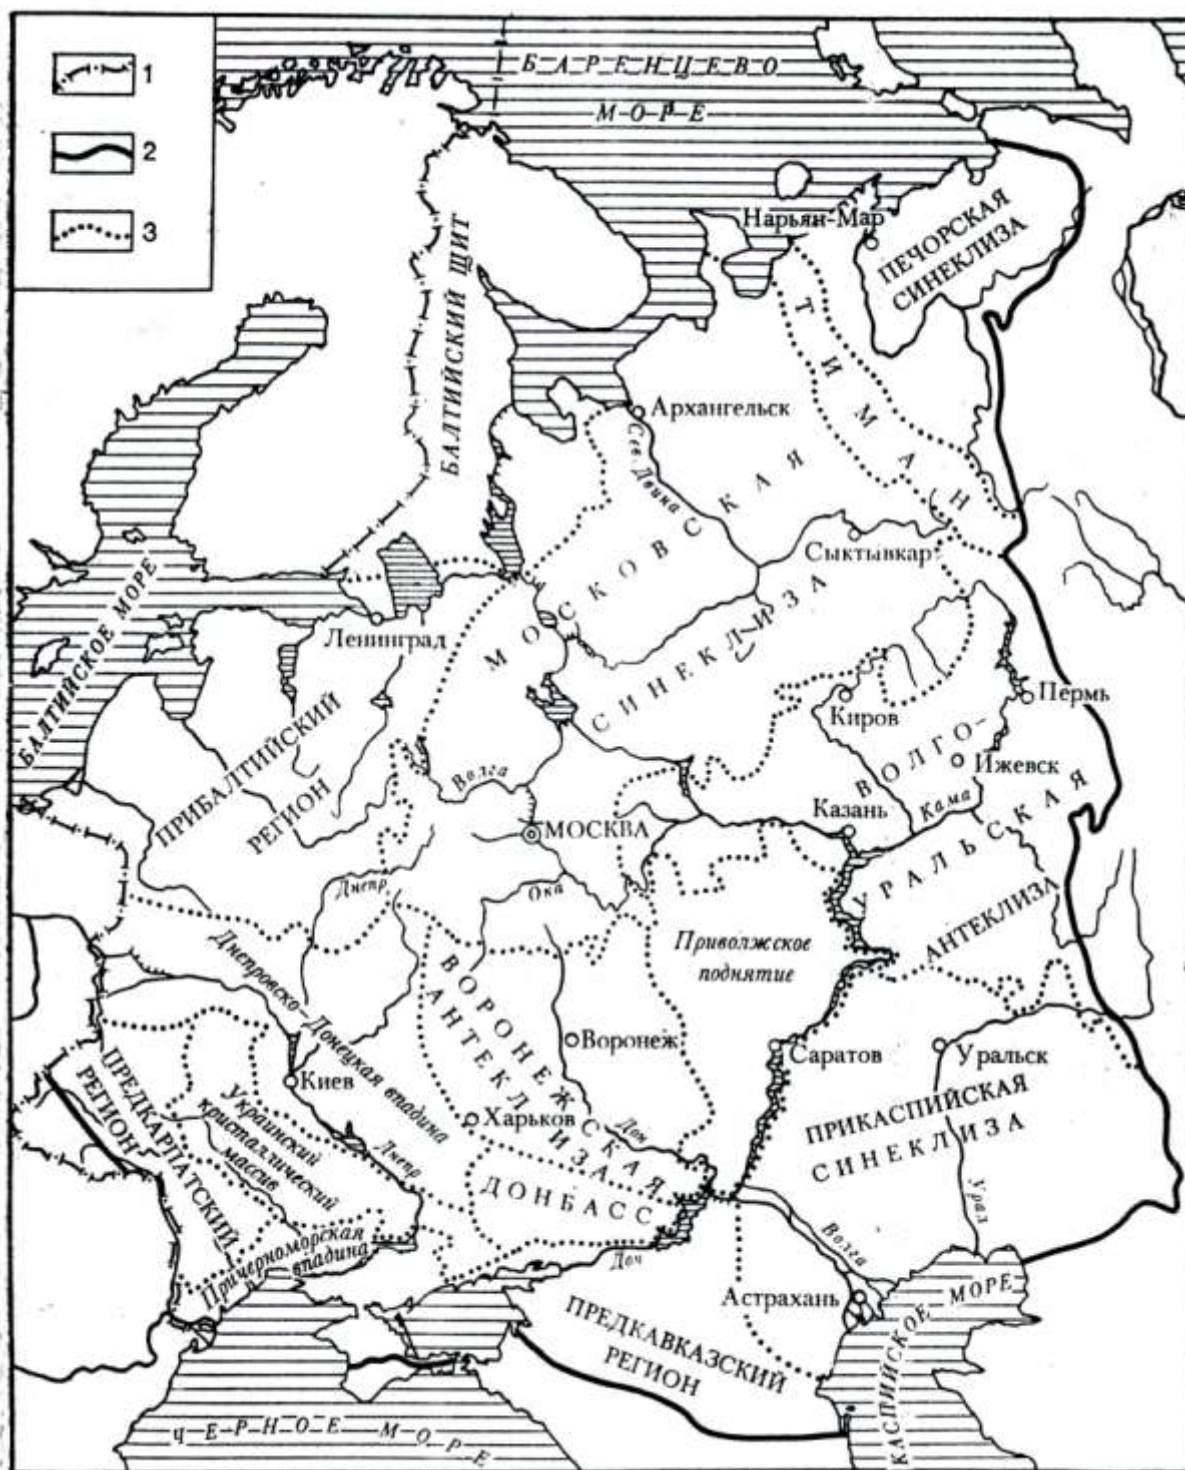 1
2
3
БАРЕНЦЕВО
МОРЕ
Нарьян-Мар
ПЕЧОРСКАЯ
СИНЕКЛИЗА
БАЛТИЙСКИЙ ЩИТ
ТИМАН
Архангельск
Сев. Двина
МОСКОВСКАЯ
СИНЕКЛИЗА
Сыктывкар
БАЛТИЙСКОЕ МОРЕ
Ленинград
ПРИБАЛТИЙСКИЙ
РЕГИОН
Киров
Пермь
Ижевск
ВОЛГО-
УРАЛЬСКАЯ
АНТЕКЛИЗА
Волга
МОСКВА
Казань
Кама
Днепр
Ока
Приволжское
поднятие
Днепровско-Донецкая впадина
ВОРОНЕЖСКАЯ
АНТЕКЛИЗА
Воронеж
Саратов
Уральск
Киев
ПРЕДКАРПАТСКИЙ
РЕГИОН
Украинский
кристаллический
массив
Харьков
Дон
Днепр
ПРИКАСПИЙСКАЯ
СИНЕКЛИЗА
ДОНБАСС
Урал
Причерноморская
впадина
Волга
Астрахань
ПРЕДКАВКАЗСКИЙ
РЕГИОН
КАСПИЙСКОЕ МОРЕ
ЧЕРНОЕ МОРЕ